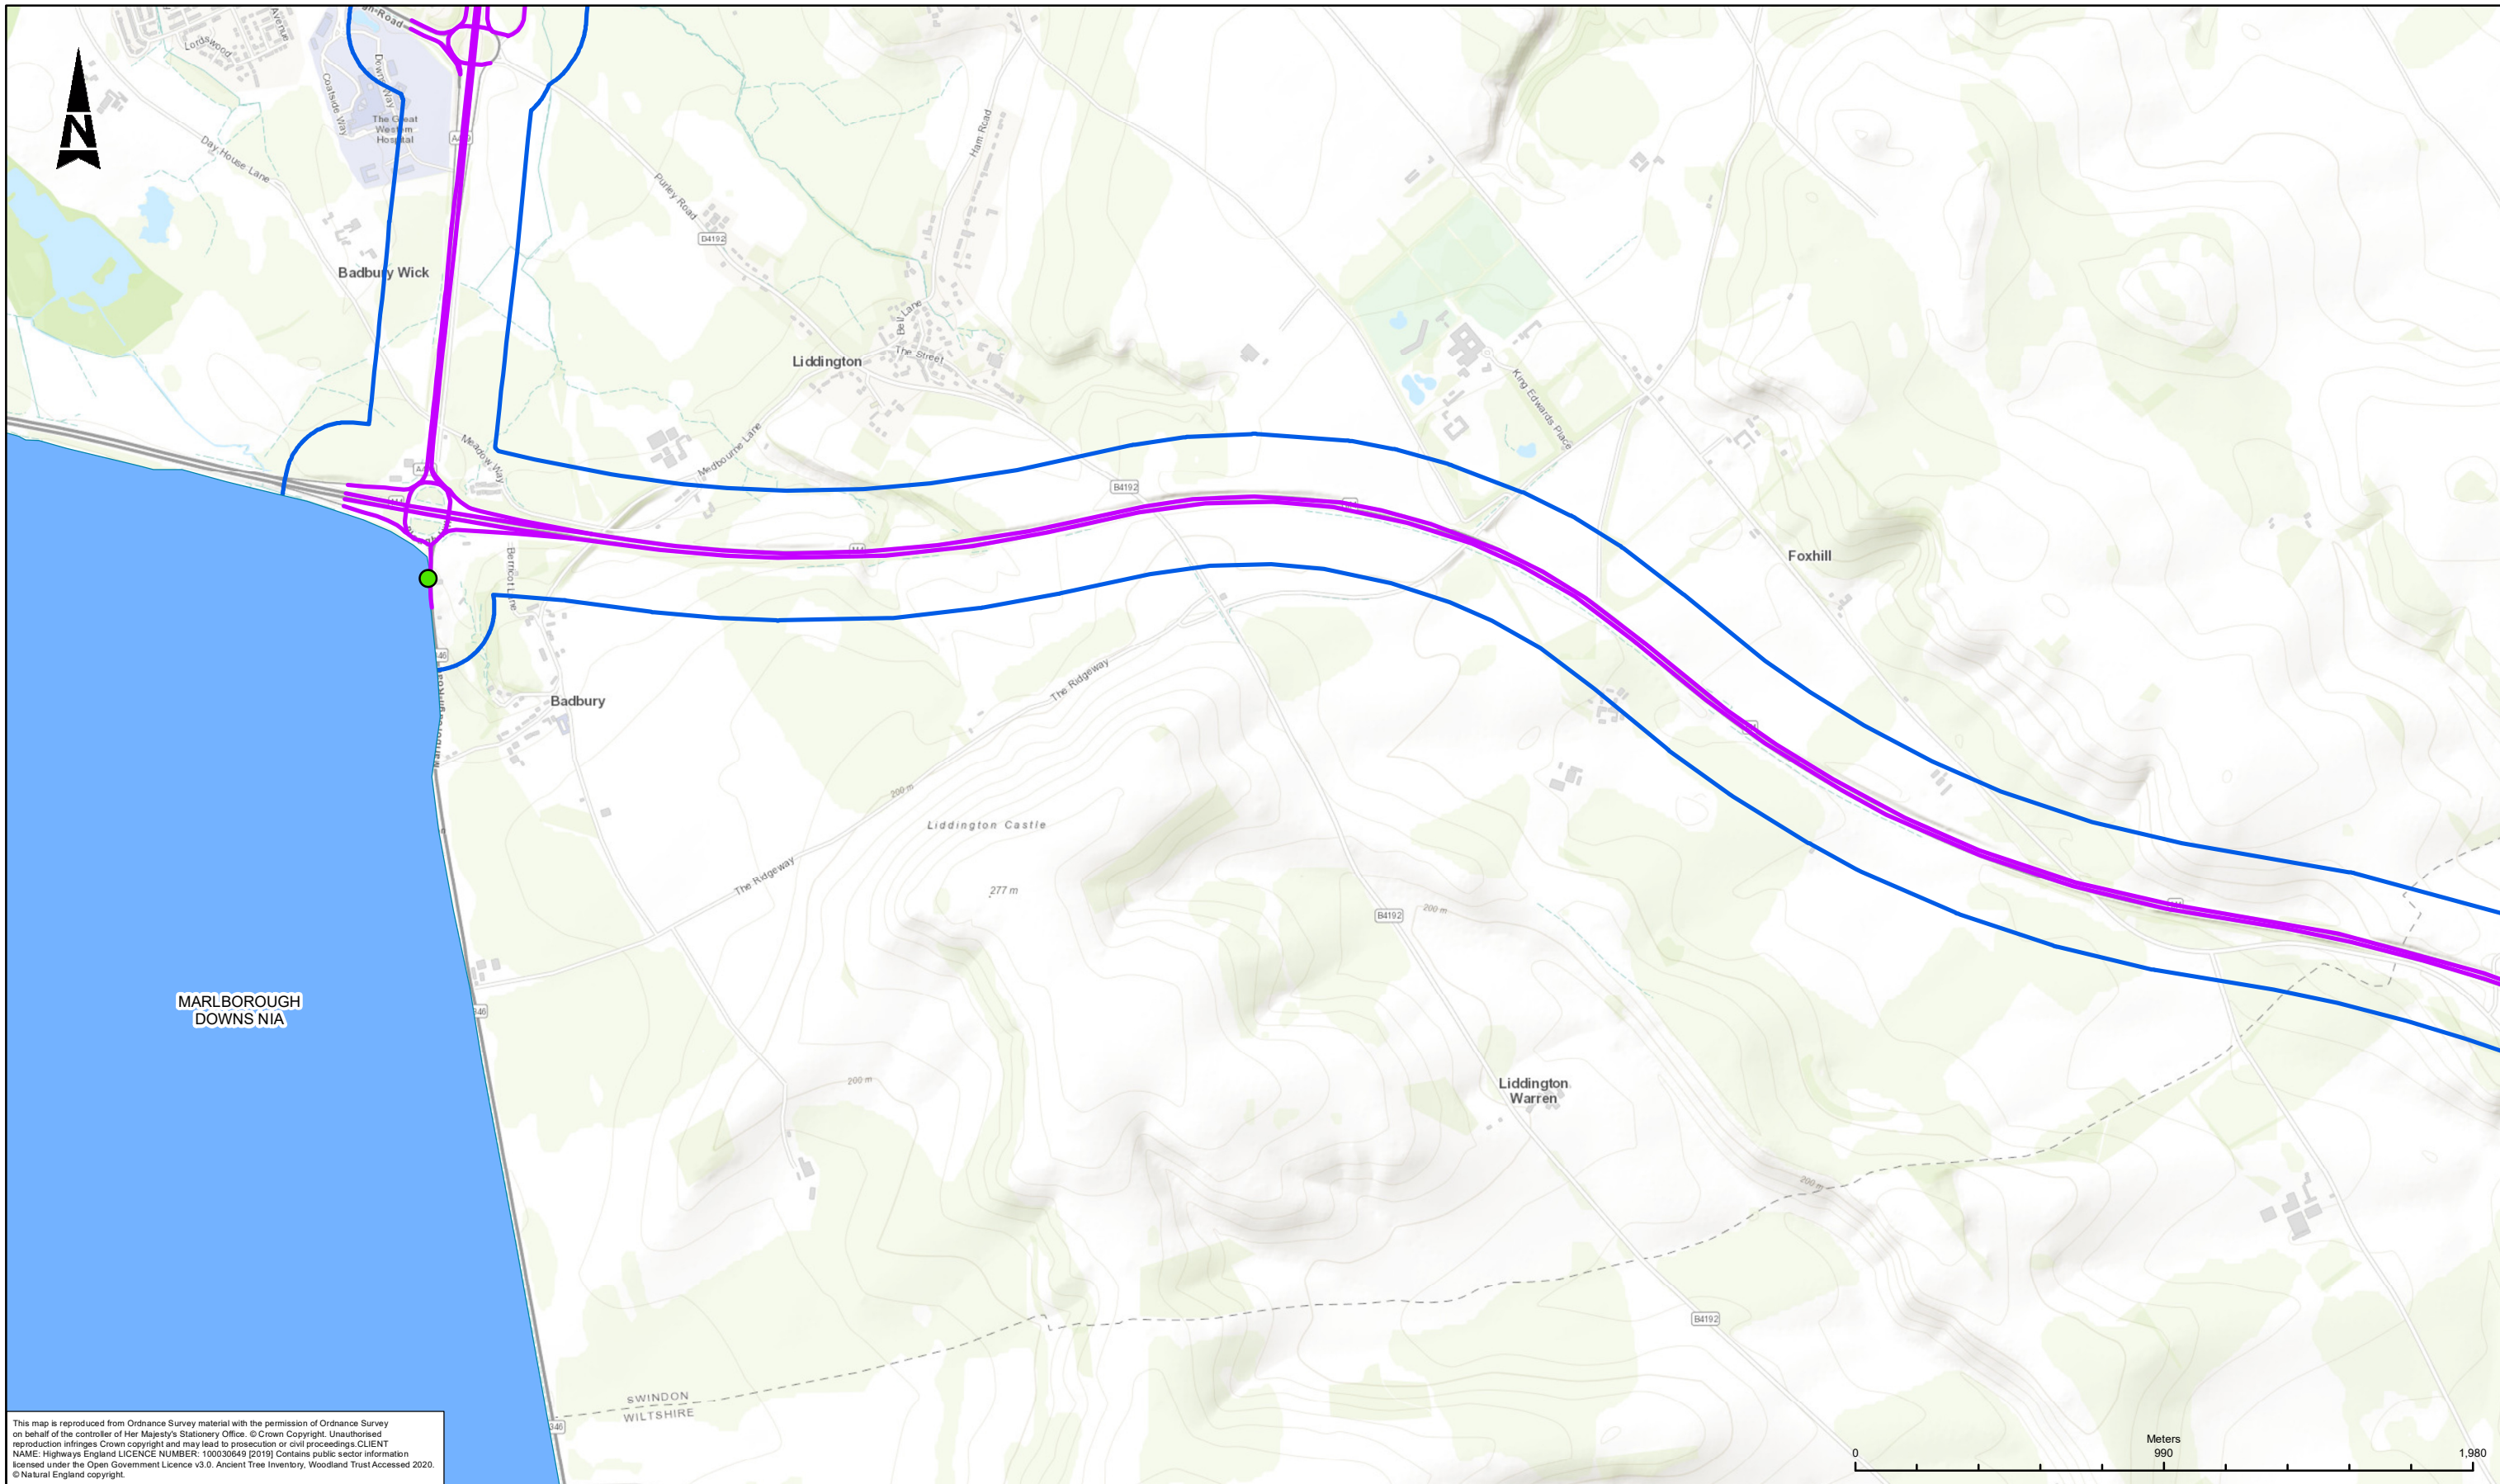 Lordswood
Avenue
N
Coatside Way
The Great
Western
Hospital
Day House Lane
Badbury Wick
Purley Road
Ham Road
Bell Lane
The Street
Liddington
Meadow Way
Medbourne Lane
Berricot Lane
B4192
King Edwards Place
Foxhill
Badbury
The Ridgeway
200 m
Liddington Castle
The Ridgeway
277 m
B4192
200 m
MARLBOROUGH
DOWNS NIA
346
200 m
Liddington
Warren
200 m
B4192
SWINDON
WILTSHIRE
346
This map is reproduced from Ordnance Survey material with the permission of Ordnance Survey
on behalf of the controller of Her Majesty's Stationery Office. © Crown Copyright. Unauthorised
reproduction infringes Crown copyright and may lead to prosecution or civil proceedings.CLIENT
NAME: Highways England LICENCE NUMBER: 100030649 [2019] Contains public sector information
licensed under the Open Government Licence v3.0. Ancient Tree Inventory, Woodland Trust Accessed 2020.
© Natural England copyright.
Meters
0 990 1,980